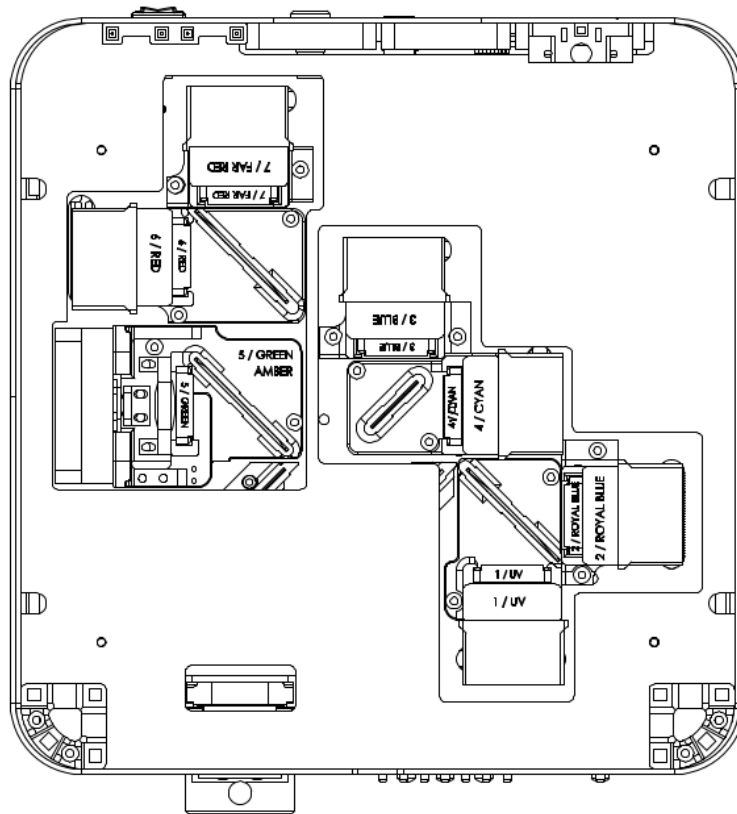 7 / FAR RED
7 / FAR RED
6 / RED
6 / RED
3 / BLUE
3 / BLUE
5 / GREEN
AMBER
5 / GREEN
4 / CYAN
4 / CYAN
2 / ROYAL BLUE
2 / ROYAL BLUE
1 / UV
1 / UV